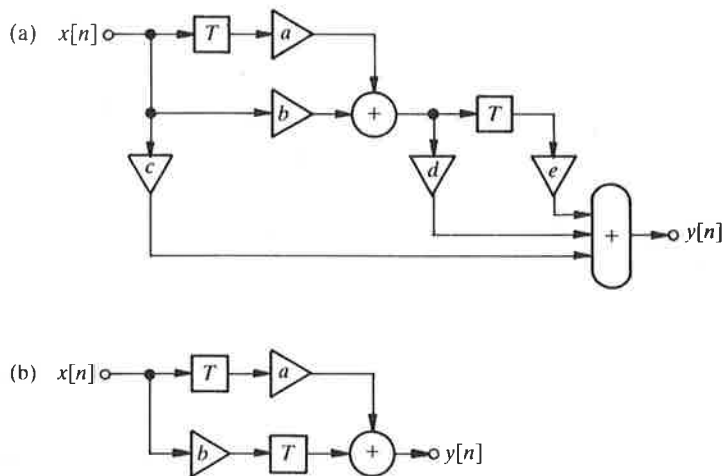 (a) x[n] T a
b + T
c d e
+ y[n]
(b) x[n] T a
b T + y[n]